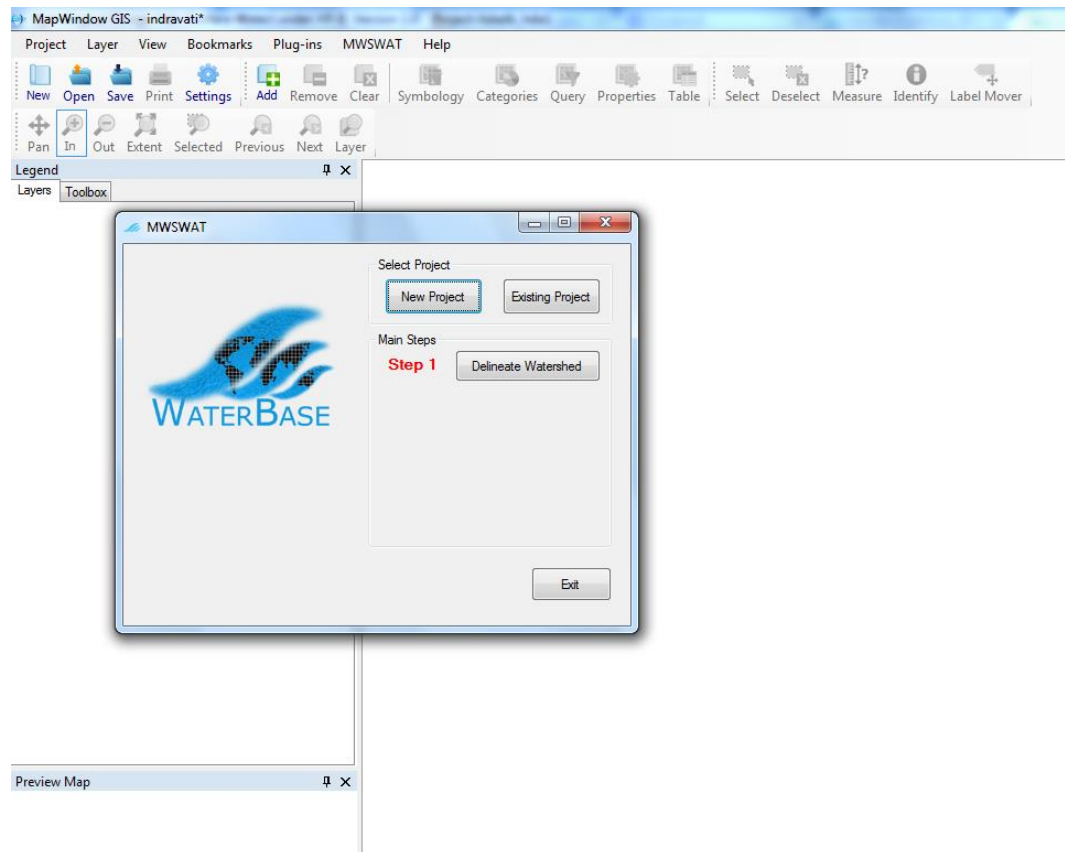 MapWindow GIS - indravati*
Project Layer View Bookmarks Plug-ins MWSWAT Help
New Open Save Print Settings Add Remove Clear Symbology Categories Query Properties Table Select Deselect Measure Identify Label Mover
Pan In Out Extent Selected Previous Next Layer
Legend
Layers Toolbox
MWSWAT
Select Project
New Project Existing Project
Main Steps
Step 1 Delineate Watershed
WATERBASE
Exit
Preview Map